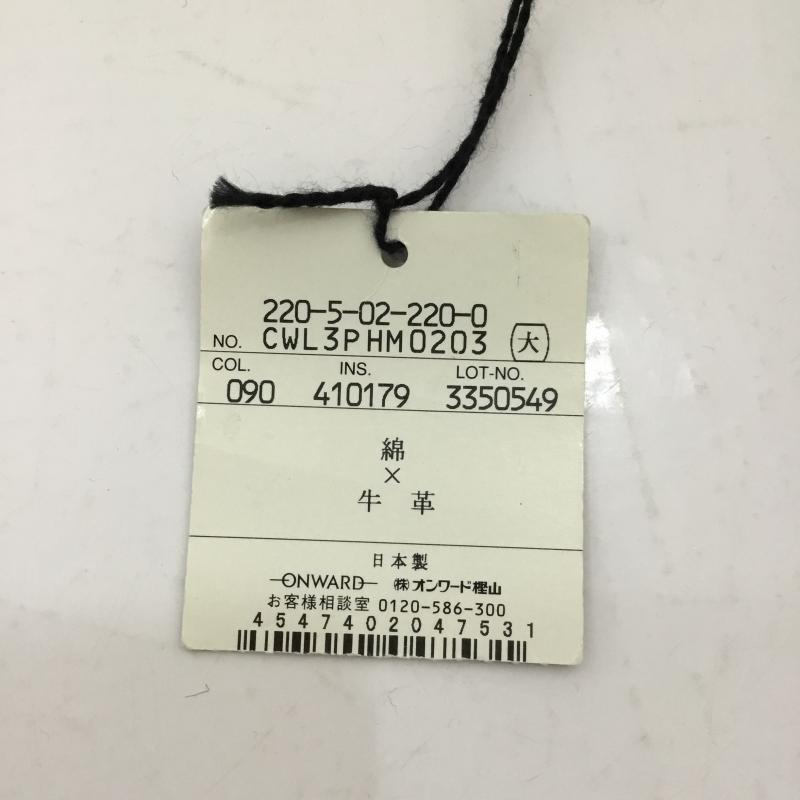 220-5-02-220-0
NO. CWL3PHM0203 (大)
COL. INS. LOT-NO.
090 410179 3350549
綿
×
牛 革
日本製
ONWARD ㈱オンワード樫山
お客様相談室 0120-586-300
4547402047531